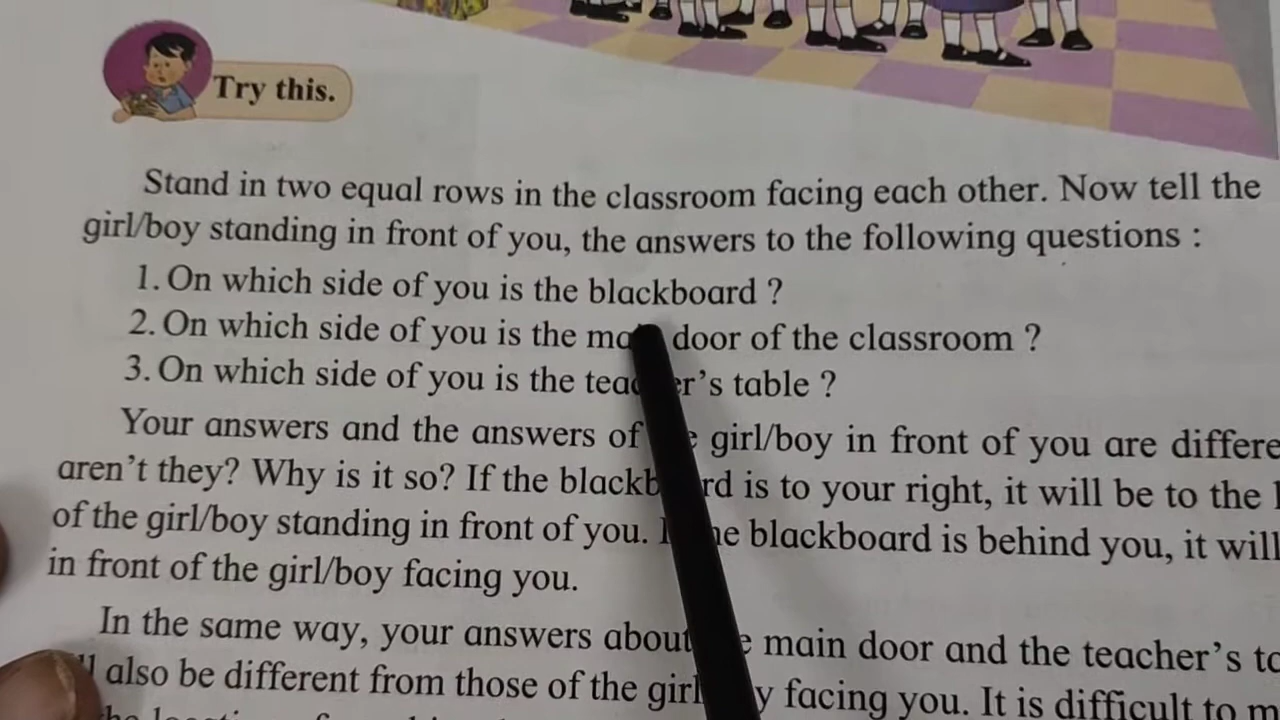 Try this.
Stand in two equal rows in the classroom facing each other. Now tell the
girl/boy standing in front of you, the answers to the following questions :
1. On which side of you is the blackboard ?
2. On which side of you is the door of the classroom ?
3. On which side of you is the teacher's table ?
Your answers and the answers of girl/boy in front of you are
aren't they? Why is it so? If the blackboard is to your right, it will be to the
of the girl/boy standing in front of you. blackboard is behind you, it will
in front of the girl/boy facing you.
In the same way, your answers about main door and the teacher's
also be different from those of the facing you. It is difficult to